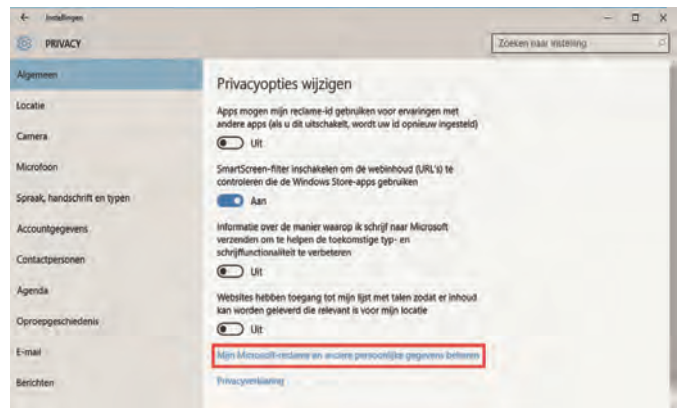 Instellingen
PRIVACY
Zoeken naar instelling
Algemeen
Locatie
Camera
Microfoon
Spraak, handschrift en typen
Accountgegevens
Contactpersonen
Agenda
Oproepgeschiedenis
E-mail
Berichten
Privacyopties wijzigen
Apps mogen mijn reclame-id gebruiken voor ervaringen met
andere apps (als u dit uitschakelt, wordt uw id opnieuw ingesteld)
Uit
SmartScreen-filter inschakelen om de webinhoud (URL's) te
controleren die de Windows Store-apps gebruiken
Aan
Informatie over de manier waarop ik schrijf naar Microsoft
verzenden om te helpen de toekomstige typ- en
schrijffunctionaliteit te verbeteren
Uit
Websites hebben toegang tot mijn lijst met talen zodat er inhoud
kan worden geleverd die relevant is voor mijn locatie
Uit
Mijn Microsoft-reclame en andere persoonlijke gegevens beheren
Privacyverklaring